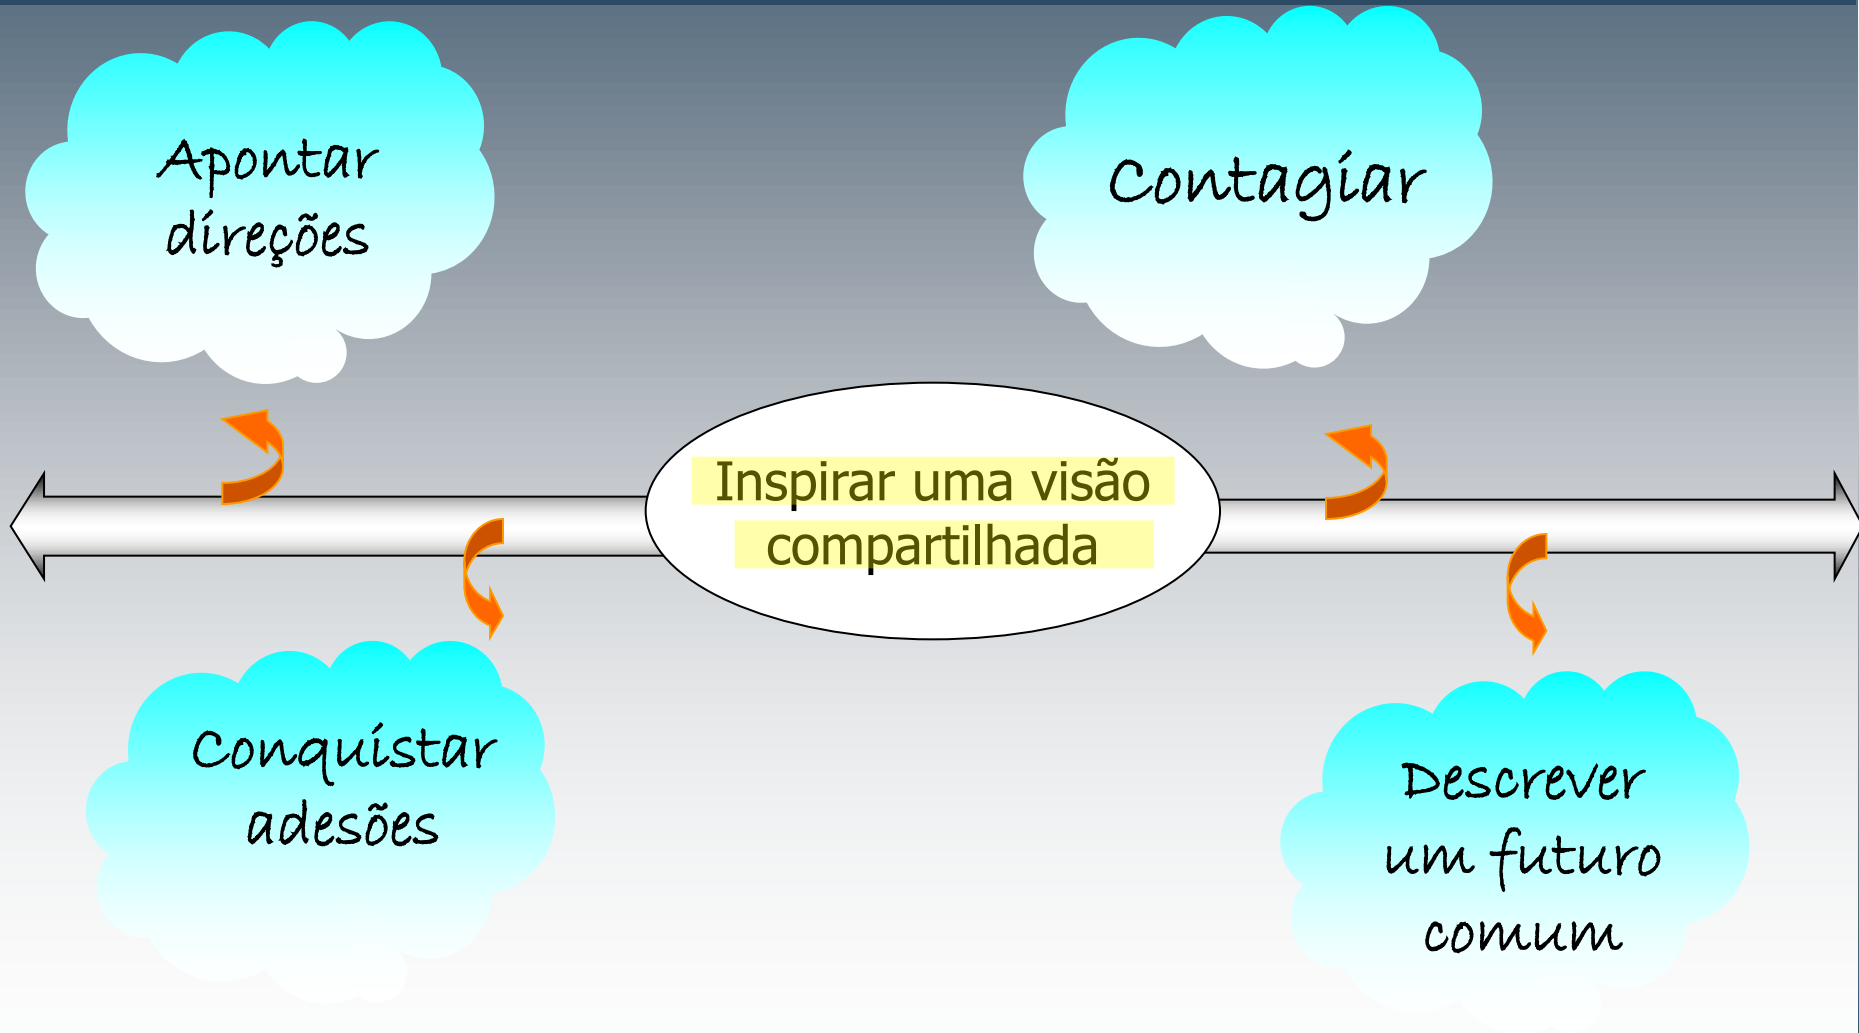 Apontar
direções
Contagiar
Inspirar uma visão
compartilhada
Conquistar
adesões
Descrever
um futuro
comum